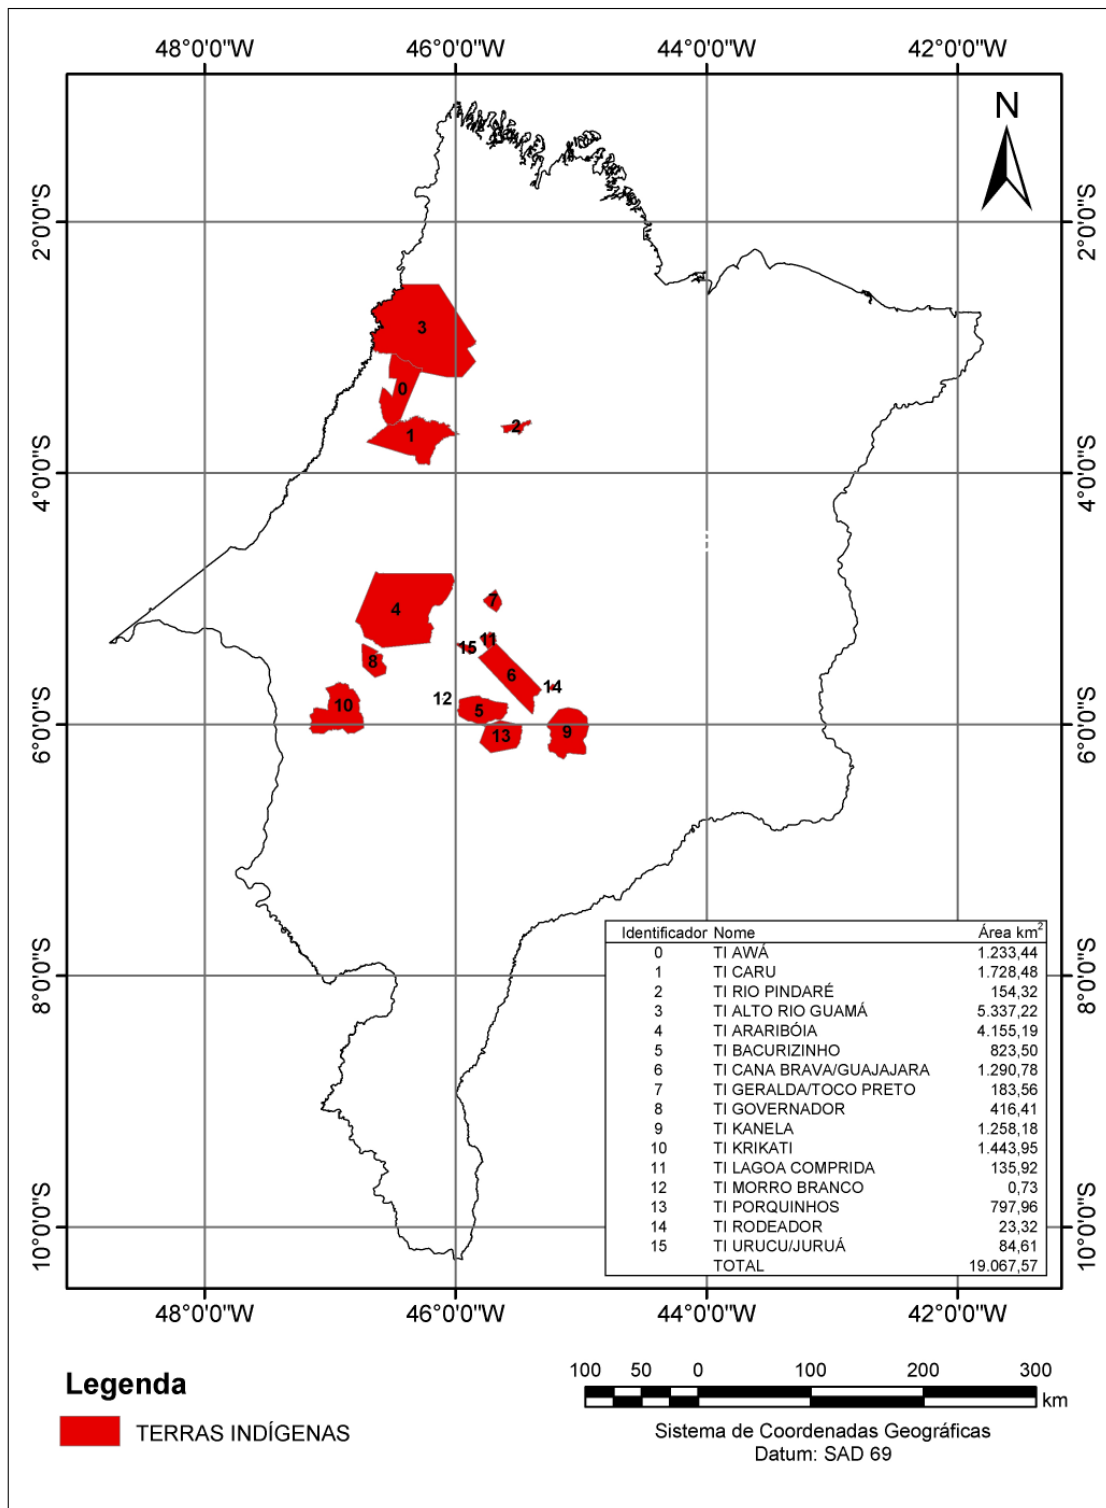 48°0'0"W 46°0'0"W 44°0'0"W 42°0'0"W
N
2°0'0"S 2°0'0"S
3
0
2
1
4°0'0"S 4°0'0"S
7
4
11
15
8
6
14
12
10
5
9
13
6°0'0"S 6°0'0"S
Identificador Nome Área km²
0 TI AWÁ 1.233,44
1 TI CARU 1.728,48
2 TI RIO PINDARÉ 154,32
3 TI ALTO RIO GUAMÁ 5.337,22
4 TI ARARIBÓIA 4.155,19
5 TI BACURIZINHO 823,50
6 TI CANA BRAVA/GUAJAJARA 1.290,78
7 TI GERALDA/TOCO PRETO 183,56
8 TI GOVERNADOR 416,41
9 TI KANELA 1.258,18
10 TI KRIKATI 1.443,95
11 TI LAGOA COMPRIDA 135,92
12 TI MORRO BRANCO 0,73
13 TI PORQUINHOS 797,96
14 TI RODEADOR 23,32
15 TI URUCU/JURUÁ 84,61
TOTAL 19.067,57
8°0'0"S 8°0'0"S
10°0'0"S 10°0'0"S
48°0'0"W 46°0'0"W 44°0'0"W 42°0'0"W
Legenda
TERRAS INDÍGENAS
100 50 0 100 200 300
km
Sistema de Coordenadas Geográficas
Datum: SAD 69